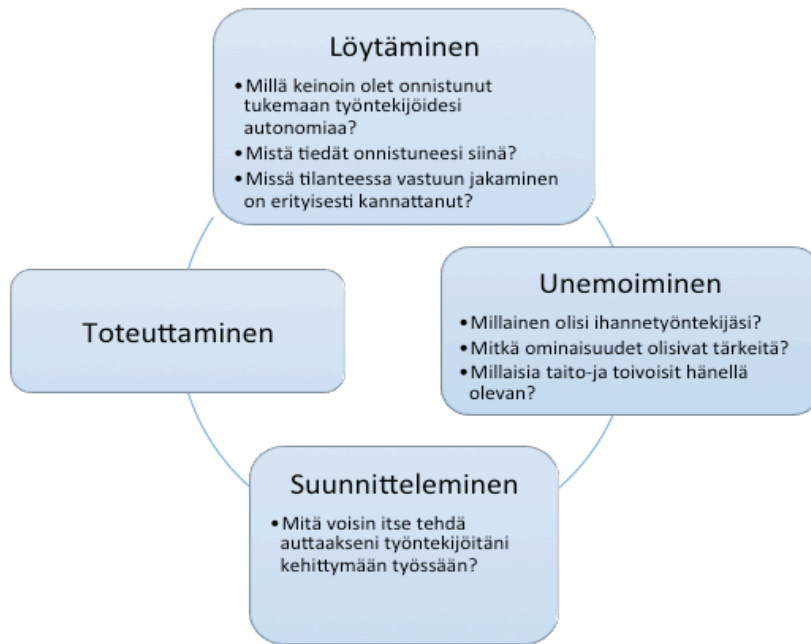 Löytäminen
•Millä keinoin olet onnistunut
tukemaan työntekijöidesi
autonomiaa?
•Mistä tiedät onnistuneesi siinä?
•Missä tilanteessa vastuun jakaminen
on erityisesti kannattanut?
Unemoiminen
•Millainen olisi ihannetyöntekijäsi?
•Mitkä ominaisuudet olisivat tärkeitä?
•Millaisia taito-ja toivoisit hänellä
olevan?
Suunnitteleminen
•Mitä voisin itse tehdä
auttaakseni työntekijöitäni
kehittymään työssään?
Toteuttaminen